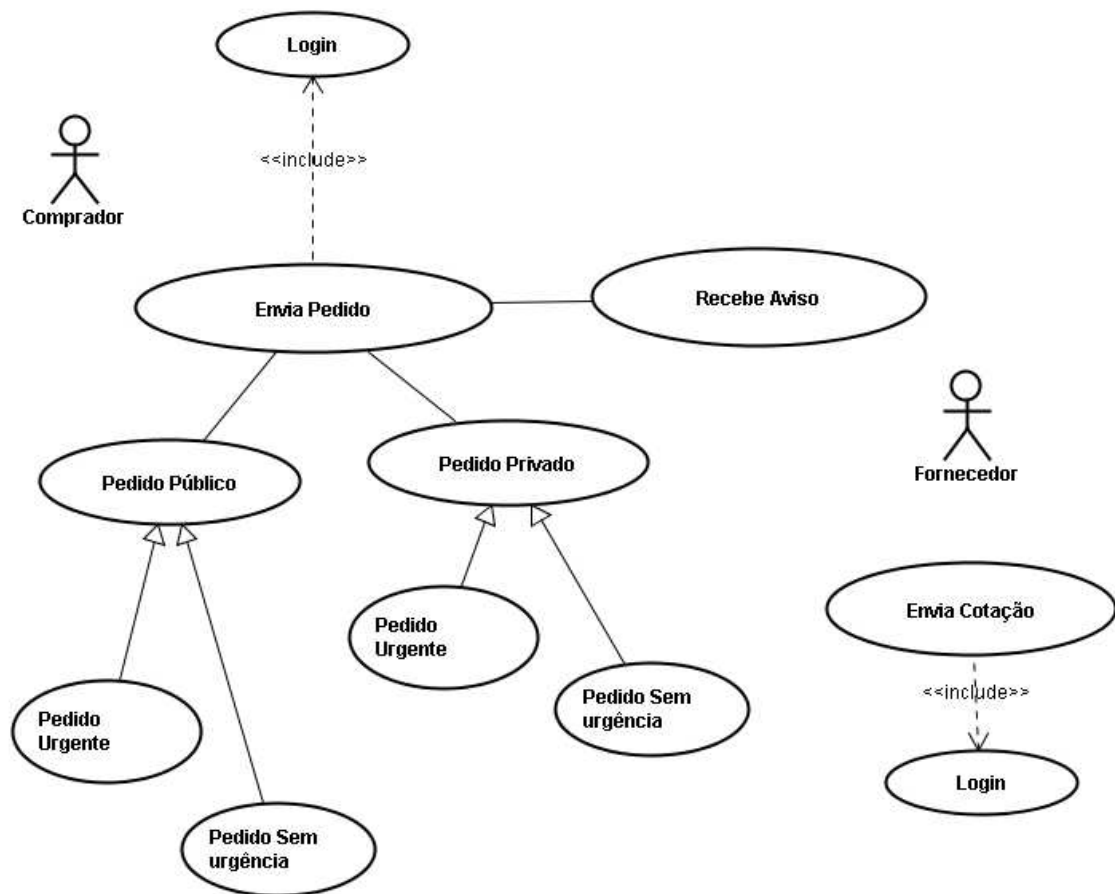 Login
<<include>>
Comprador
Envia Pedido
Recebe Aviso
Pedido Público
Pedido Privado
Fornecedor
Pedido
Urgente
Envia Cotação
Pedido Sem
urgência
<<include>>
Pedido
Urgente
Login
Pedido Sem
urgência